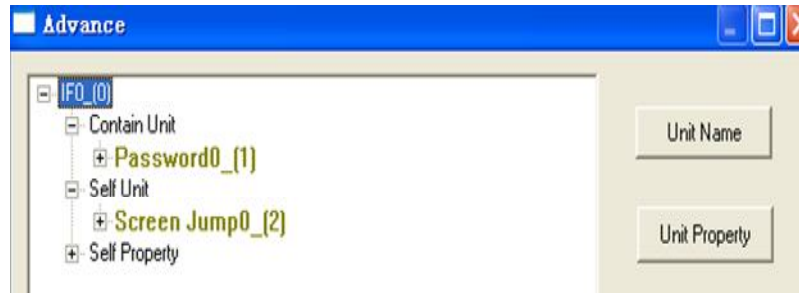 Advance
IF0_(0)
Contain Unit
Password0_(1)
Self Unit
Screen Jump0_(2)
Self Property
Unit Name
Unit Property